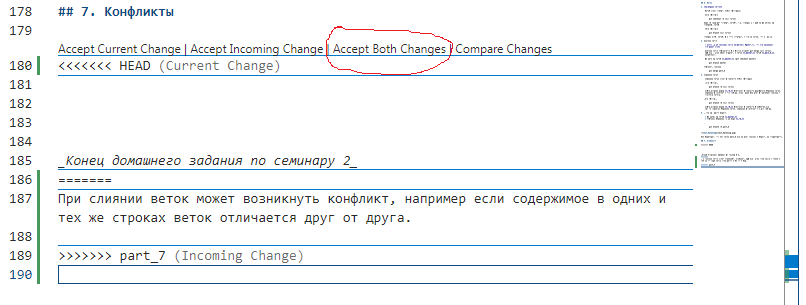 178 ## 7. Конфликты
179
Accept Current Change | Accept Incoming Change | Accept Both Changes | Compare Changes
180 <<<<<<< HEAD (Current Change)
181
182
183
184
185 _Конец домашнего задания по семинару 2_
186 =======
187 При слиянии веток может возникнуть конфликт, например если содержимое в одних и
тех же строках веток отличается друг от друга.
188
189 >>>>>>> part_7 (Incoming Change)
190